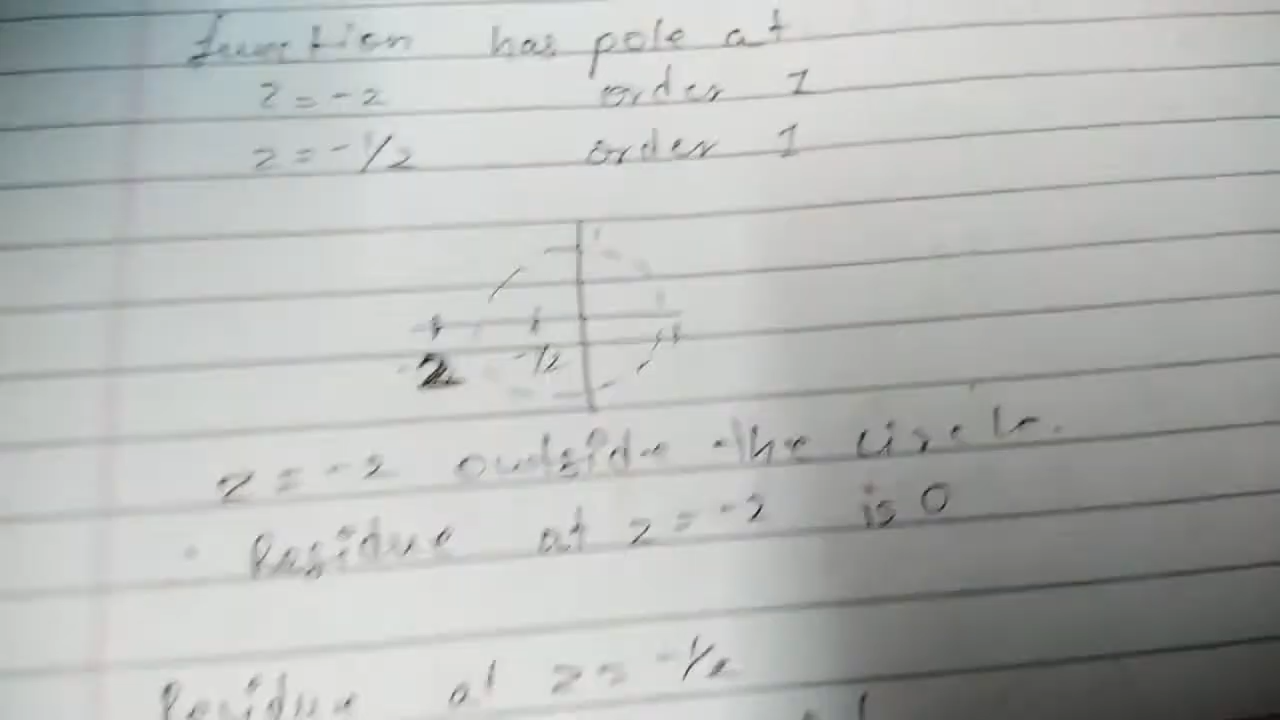 function has pole at
z = -2 order 1
z = -1/2 order 1
-1/2
2
z = -2 outside the circle.
Residue at z = -2 is 0
Residue at z = -1/2